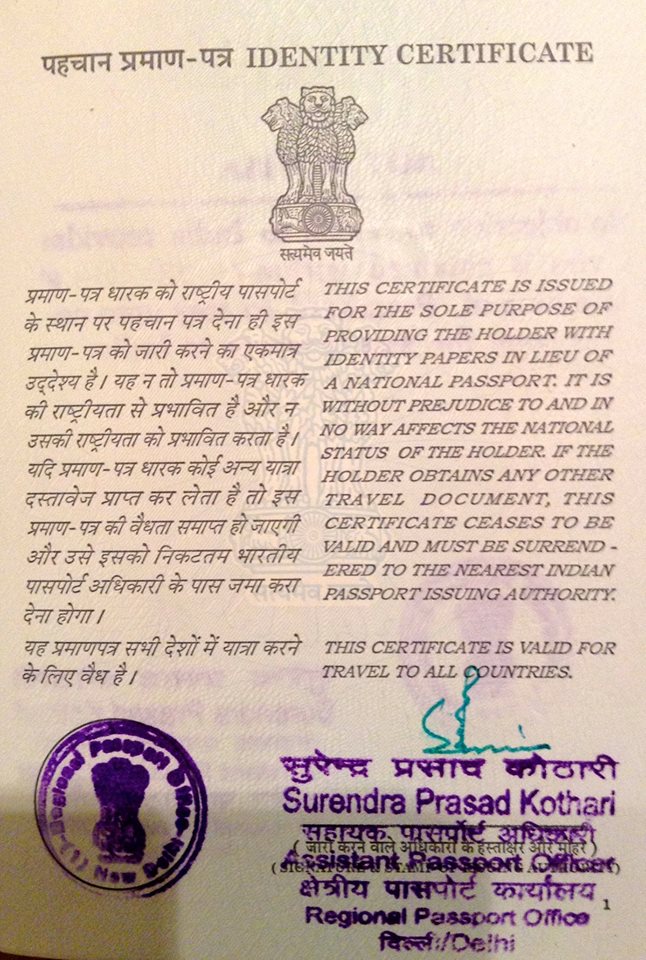 पहचान प्रमाण-पत्र IDENTITY CERTIFICATE
सत्यमेव जयते
प्रमाण-पत्र धारक को राष्ट्रीय पासपोर्ट
के स्थान पर पहचान पत्र देना ही इस
प्रमाण-पत्र को जारी करने का एकमात्र
उद्देश्य है। यह न तो प्रमाण-पत्र धारक
की राष्ट्रीयता से प्रभावित है और न
उसकी राष्ट्रीयता को प्रभावित करता है।
यदि प्रमाण-पत्र धारक कोई अन्य यात्रा
दस्तावेज प्राप्त कर लेता है तो इस
प्रमाण-पत्र की वैधता समाप्त हो जाएगी
और उसे इसको निकटतम भारतीय
पासपोर्ट अधिकारी के पास जमा करा
देना होगा।
यह प्रमाणपत्र सभी देशों में यात्रा करने
के लिए वैध है।
THIS CERTIFICATE IS ISSUED
FOR THE SOLE PURPOSE OF
PROVIDING THE HOLDER WITH
IDENTITY PAPERS IN LIEU OF
A NATIONAL PASSPORT. IT IS
WITHOUT PREJUDICE TO AND IN
NO WAY AFFECTS THE NATIONAL
STATUS OF THE HOLDER. IF THE
HOLDER OBTAINS ANY OTHER
TRAVEL DOCUMENT, THIS
CERTIFICATE CEASES TO BE
VALID AND MUST BE SURREND-
ERED TO THE NEAREST INDIAN
PASSPORT ISSUING AUTHORITY.
THIS CERTIFICATE IS VALID FOR
TRAVEL TO ALL COUNTRIES.
Regional Passport Office
New Delhi
सुरेन्द्र प्रसाद कोठारी
Surendra Prasad Kothari
सहायक पासपोर्ट अधिकारी
( जारी करने वाले अधिकारी के हस्ताक्षर और मोहर )
Assistant Passport Officer
क्षेत्रीय पासपोर्ट कार्यालय
Regional Passport Office
दिल्ली/Delhi
1